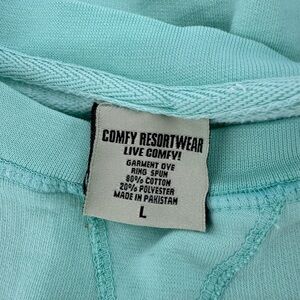 COMFY RESORTWEAR
LIVE COMFY!
GARMENT DYE
RING SPUN
80% COTTON
20% POLYESTER
MADE IN PAKISTAN
L